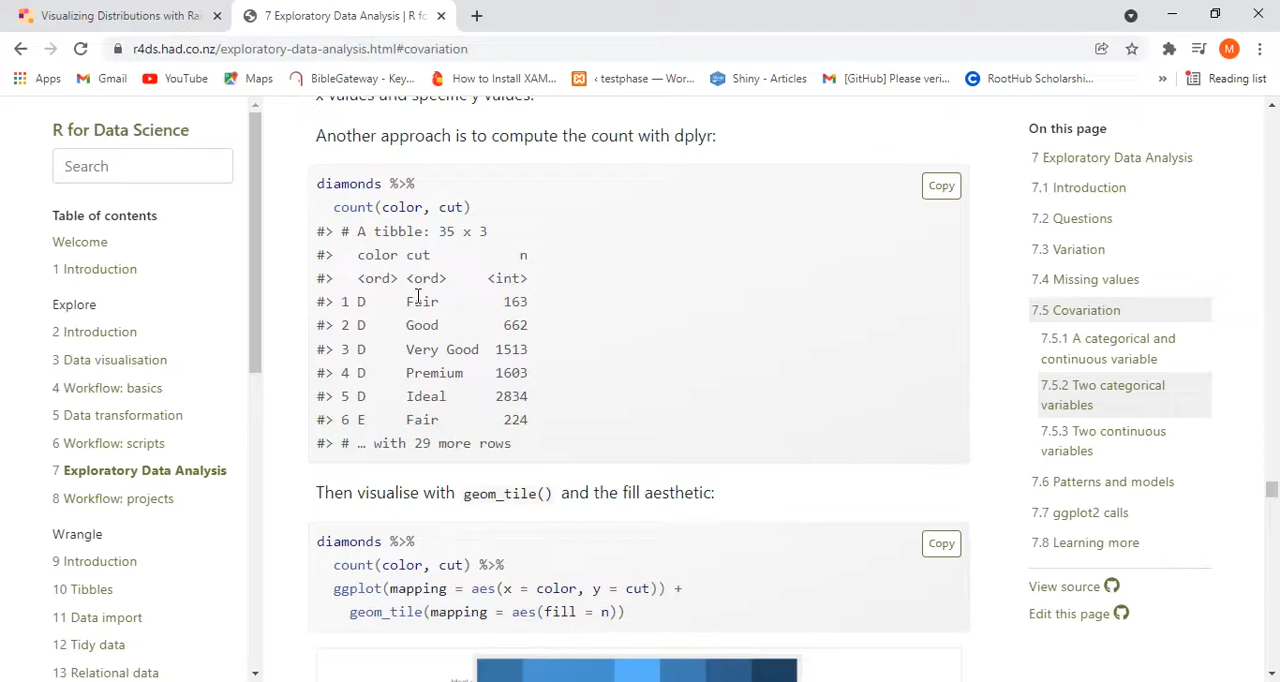 Visualizing Distributions with Ra
7 Exploratory Data Analysis | R fo
r4ds.had.co.nz/exploratory-data-analysis.html#covariation
M
Apps
Gmail
YouTube
Maps
BibleGateway - Key...
How to Install XAM...
‹ testphase — Wor...
Shiny - Articles
[GitHub] Please veri...
RootHub Scholarshi...
»
Reading list
R for Data Science
Search
Table of contents
Welcome
1 Introduction
Explore
2 Introduction
3 Data visualisation
4 Workflow: basics
5 Data transformation
6 Workflow: scripts
7 Exploratory Data Analysis
8 Workflow: projects
Wrangle
9 Introduction
10 Tibbles
11 Data import
12 Tidy data
13 Relational data
x values and specific y values.
Another approach is to compute the count with dplyr:
Copy
diamonds %>%
count(color, cut)
#> # A tibble: 35 x 3
#> color cut n
#> <ord> <ord> <int>
#> 1 D Fair 163
#> 2 D Good 662
#> 3 D Very Good 1513
#> 4 D Premium 1603
#> 5 D Ideal 2834
#> 6 E Fair 224
#> # … with 29 more rows
Then visualise with geom_tile() and the fill aesthetic:
Copy
diamonds %>%
count(color, cut) %>%
ggplot(mapping = aes(x = color, y = cut)) +
geom_tile(mapping = aes(fill = n))
On this page
7 Exploratory Data Analysis
7.1 Introduction
7.2 Questions
7.3 Variation
7.4 Missing values
7.5 Covariation
7.5.1 A categorical and
continuous variable
7.5.2 Two categorical
variables
7.5.3 Two continuous
variables
7.6 Patterns and models
7.7 ggplot2 calls
7.8 Learning more
View source
Edit this page